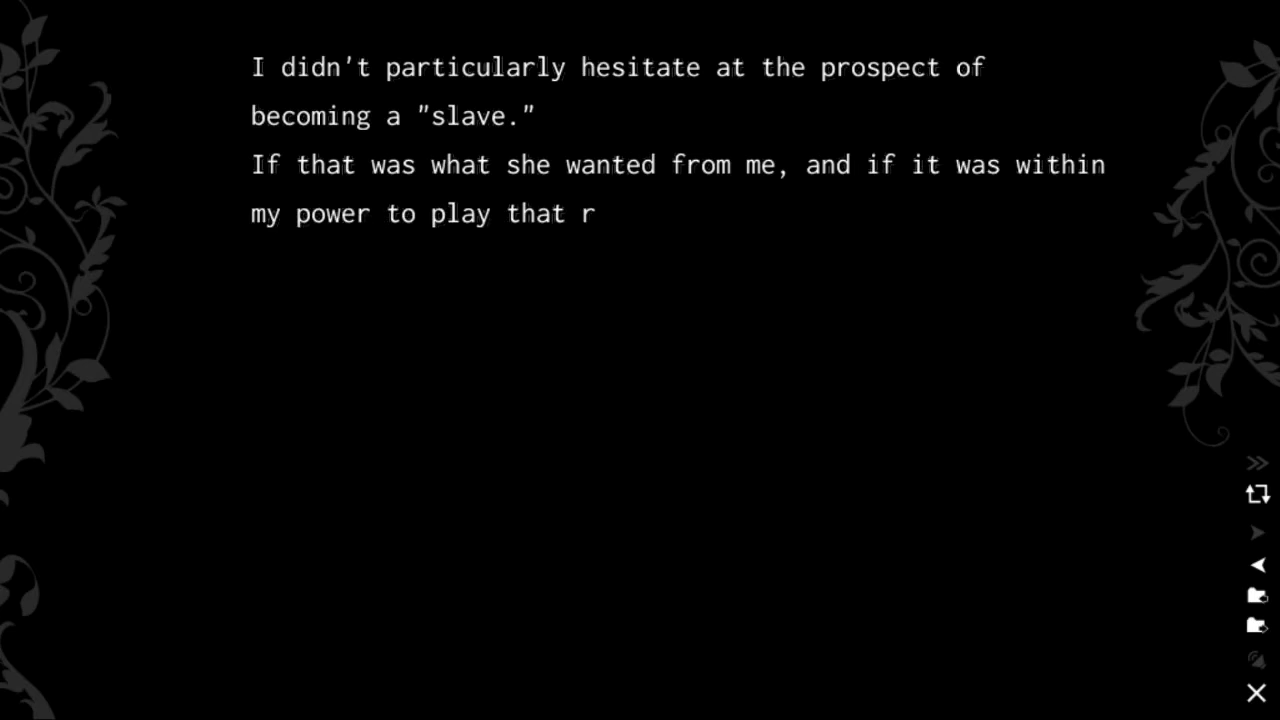 I didn't particularly hesitate at the prospect of
becoming a "slave."
If that was what she wanted from me, and if it was within
my power to play that r